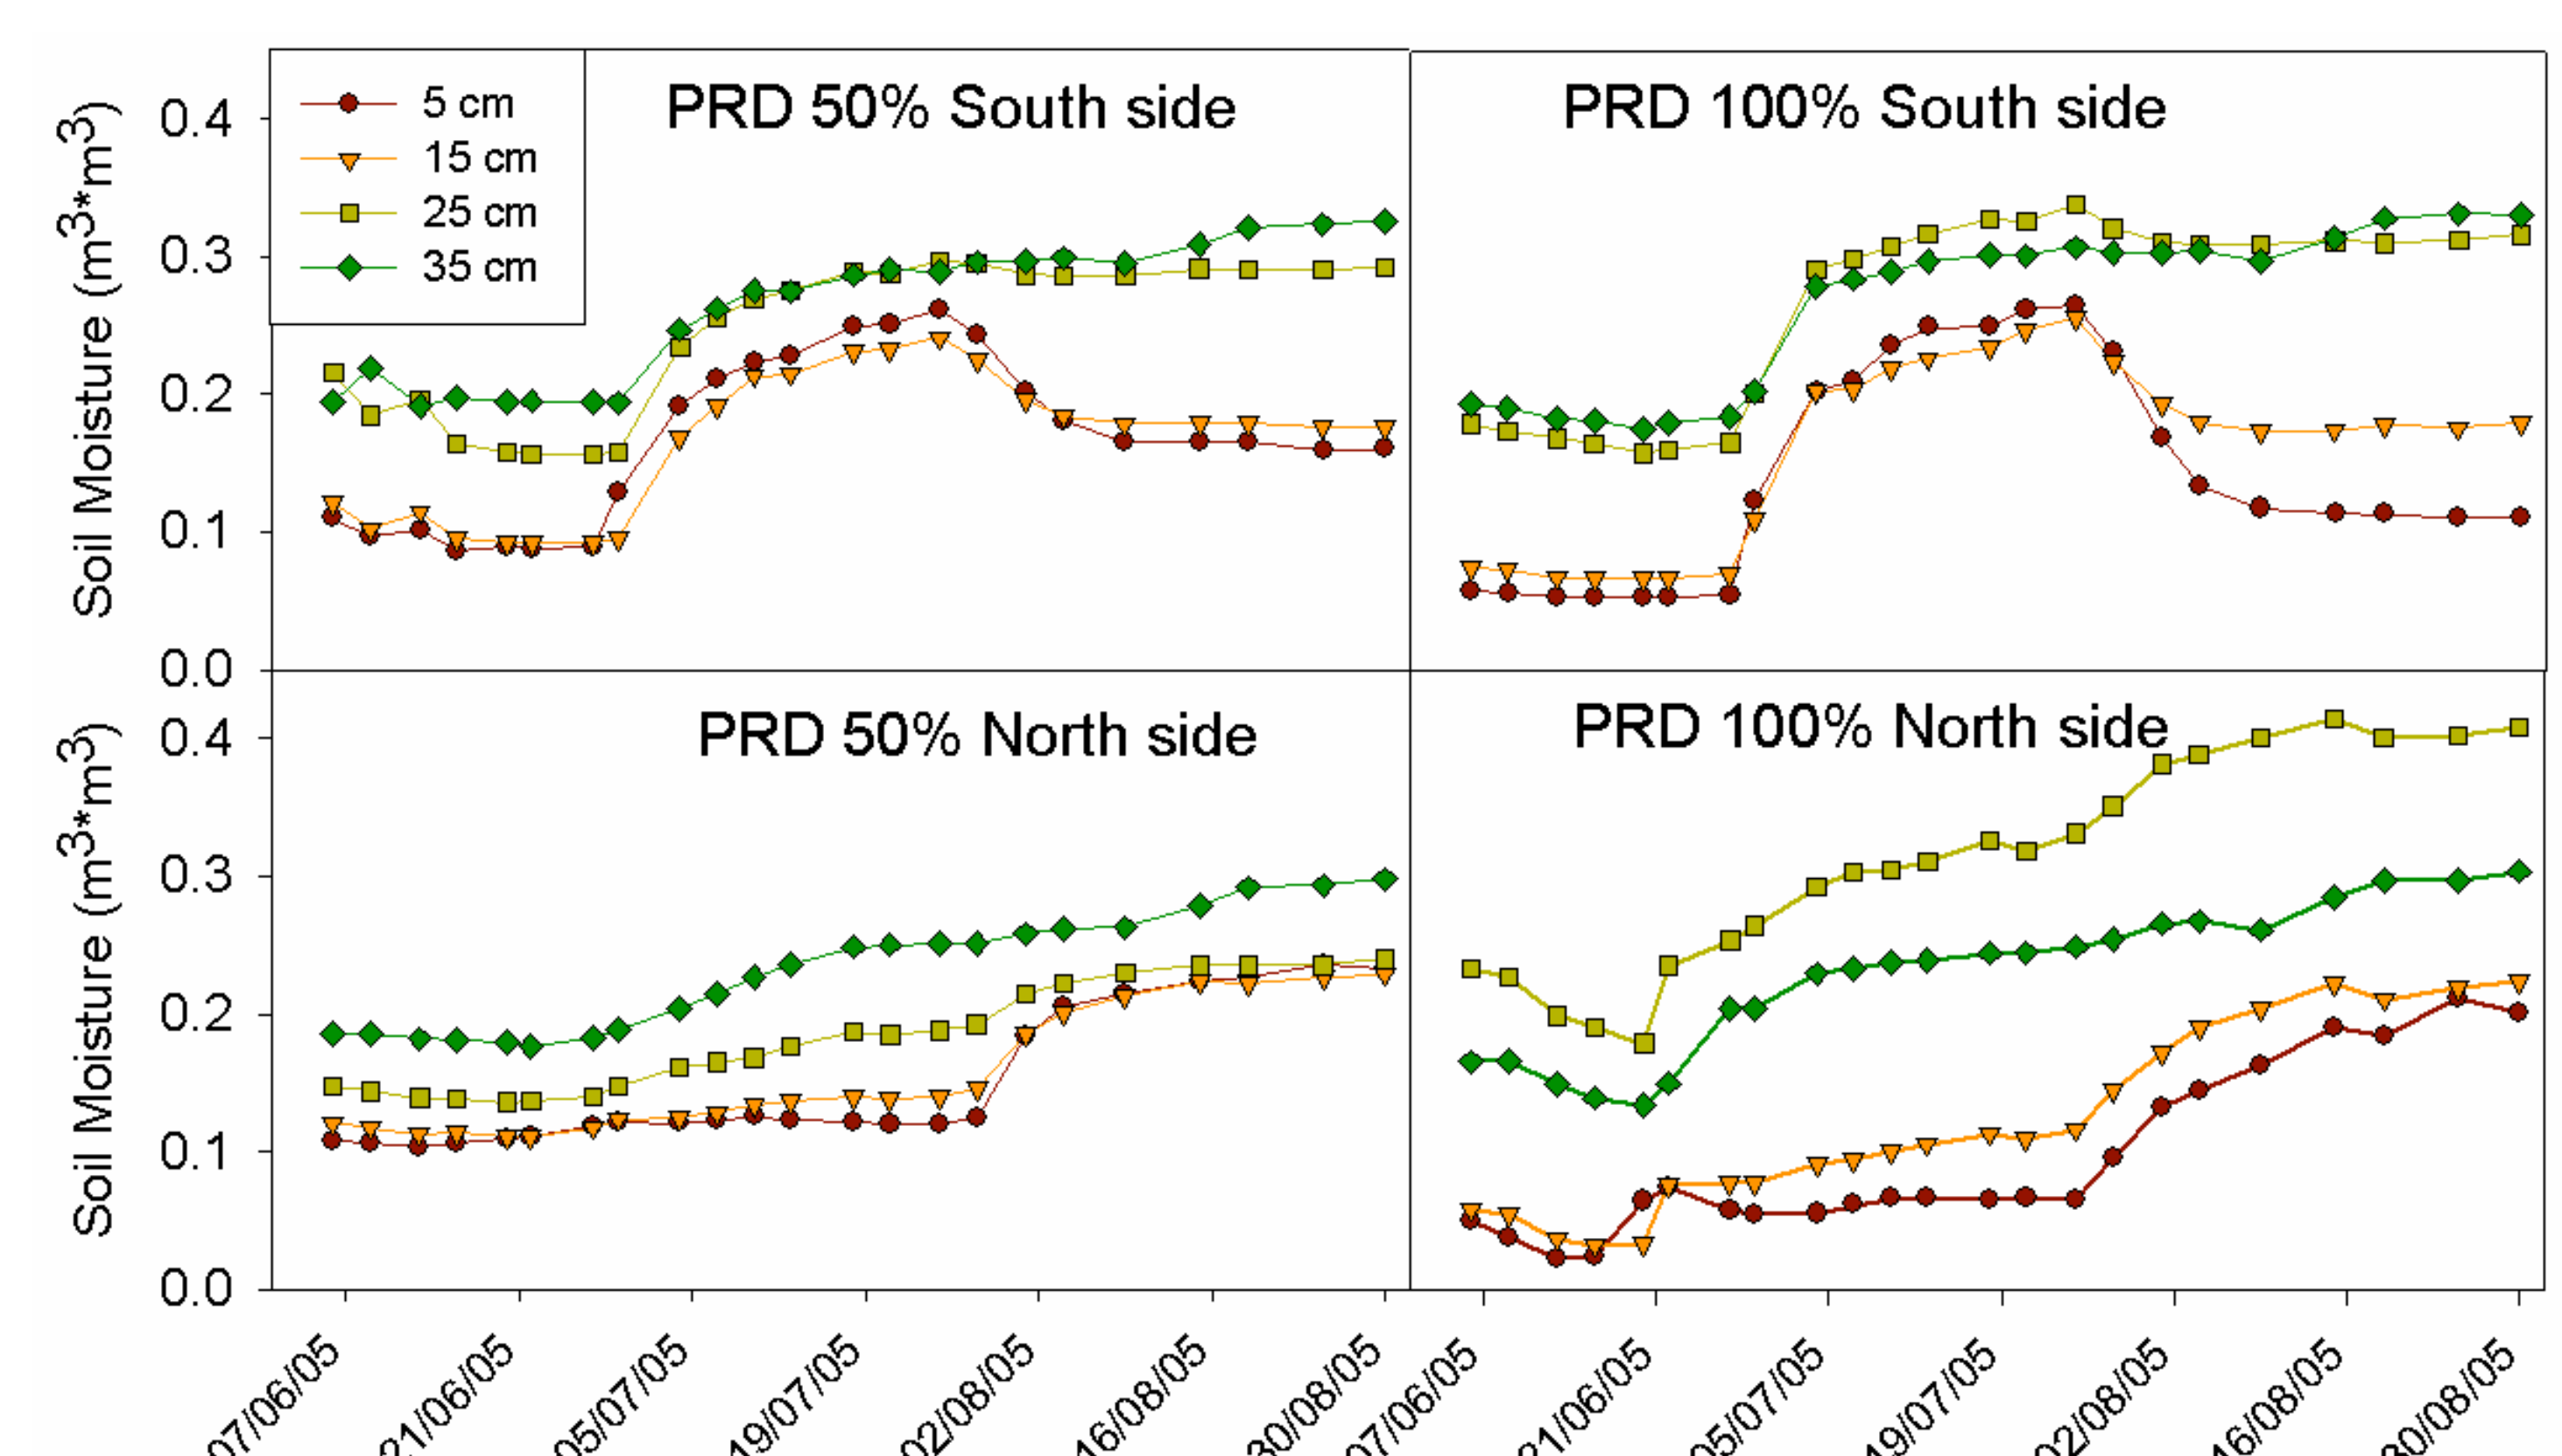 PRD 50% South side
PRD 100% South side
5 cm
15 cm
25 cm
35 cm
Soil Moisture (m3*m3)
0.4
0.3
0.2
0.1
0.0
PRD 50% North side
PRD 100% North side
Soil Moisture (m3*m3)
0.4
0.3
0.2
0.1
0.0
07/06/05
21/06/05
05/07/05
19/07/05
02/08/05
16/08/05
30/08/05
07/06/05
21/06/05
05/07/05
19/07/05
02/08/05
16/08/05
30/08/05